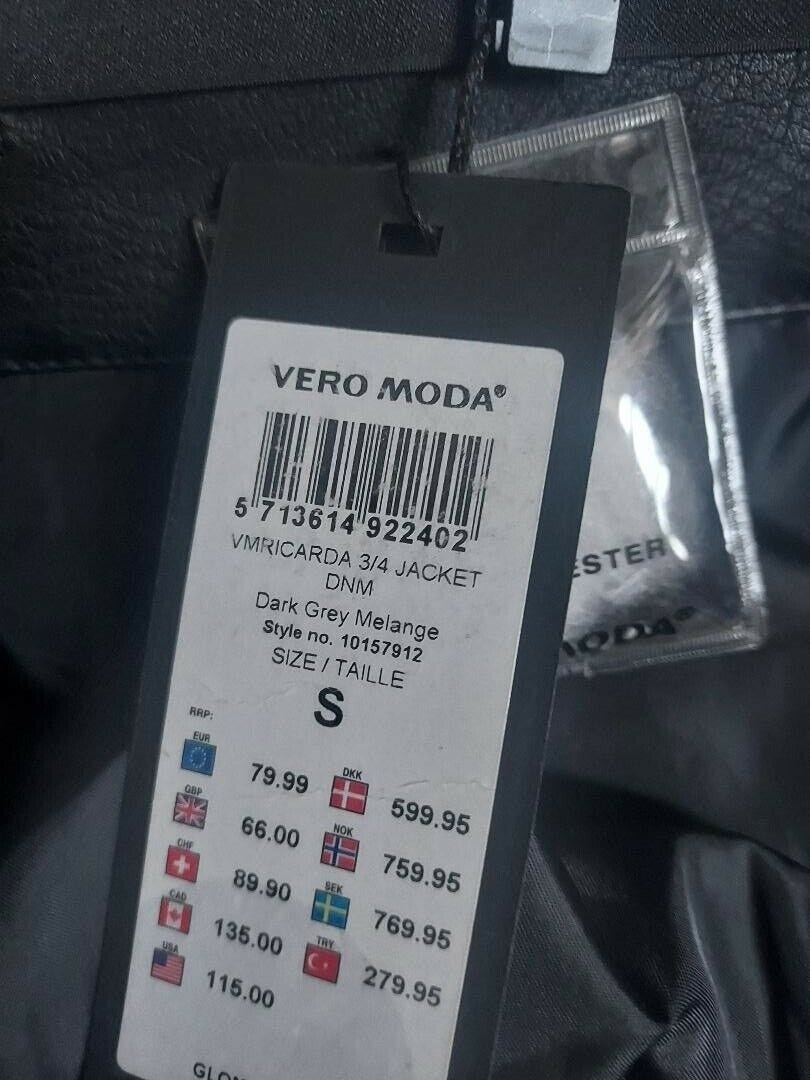 VERO MODA®
5 713614 922402
VMRICARDA 3/4 JACKET
DNM
Dark Grey Melange
Style no. 10157912
SIZE / TAILLE
S
RRP:
EUR 79.99 DKK 599.95
GBP 66.00 NOK 759.95
CHF 89.90 SEK 769.95
CAD 135.00 TRY 279.95
USA 115.00
ESTER
MODA®